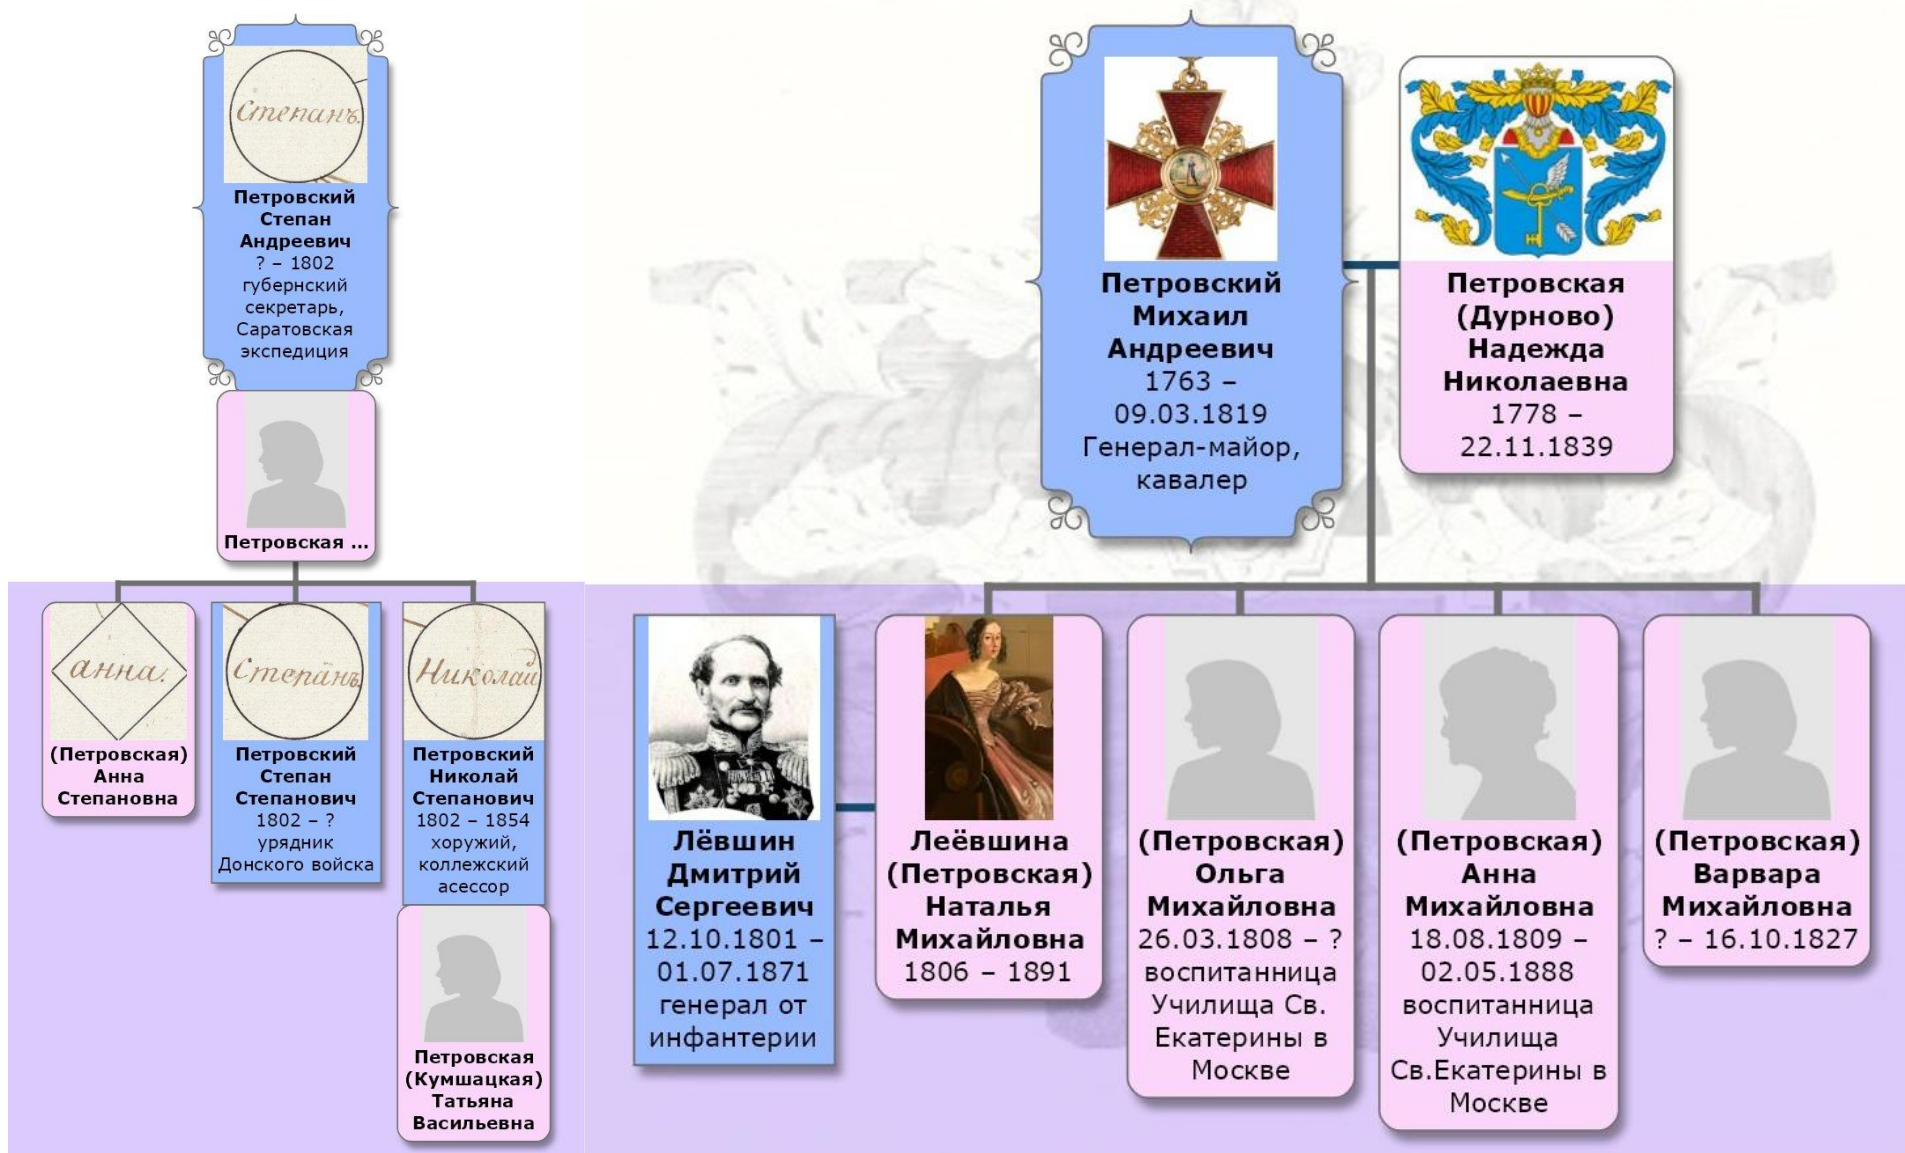 Степанъ.
Петровский
Степан
Андреевич
? – 1802
губернский
секретарь,
Саратовская
экспедиция
Петровская ...
анна.
(Петровская)
Анна
Степановна
Степанъ
Петровский
Степан
Степанович
1802 – ?
урядник
Донского войска
Николай
Петровский
Николай
Степанович
1802 – 1854
хоружий,
коллежский
асессор
Петровская
(Кумшацкая)
Татьяна
Васильевна
Петровский
Михаил
Андреевич
1763 –
09.03.1819
Генерал-майор,
кавалер
Петровская
(Дурново)
Надежда
Николаевна
1778 –
22.11.1839
Лёвшин
Дмитрий
Сергеевич
12.10.1801 –
01.07.1871
генерал от
инфантерии
Леёвшина
(Петровская)
Наталья
Михайловна
1806 – 1891
(Петровская)
Ольга
Михайловна
26.03.1808 – ?
воспитанница
Училища Св.
Екатерины в
Москве
(Петровская)
Анна
Михайловна
18.08.1809 –
02.05.1888
воспитанница
Училища
Св.Екатерины в
Москве
(Петровская)
Варвара
Михайловна
? – 16.10.1827